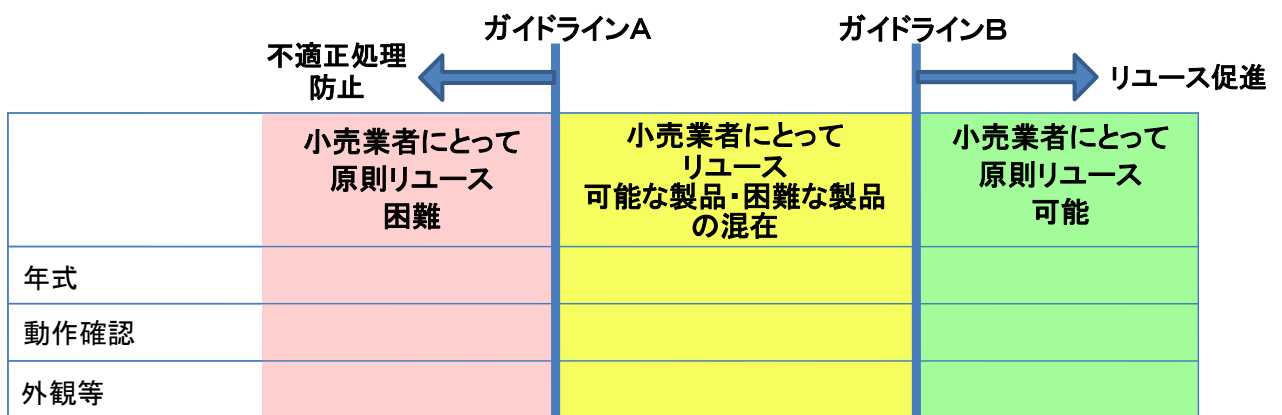 ガイドラインA
ガイドラインB
不適正処理
防止
リユース促進
小売業者にとって
原則リユース
困難
小売業者にとって
リユース
可能な製品・困難な製品
の混在
小売業者にとって
原則リユース
可能
年式
動作確認
外観等